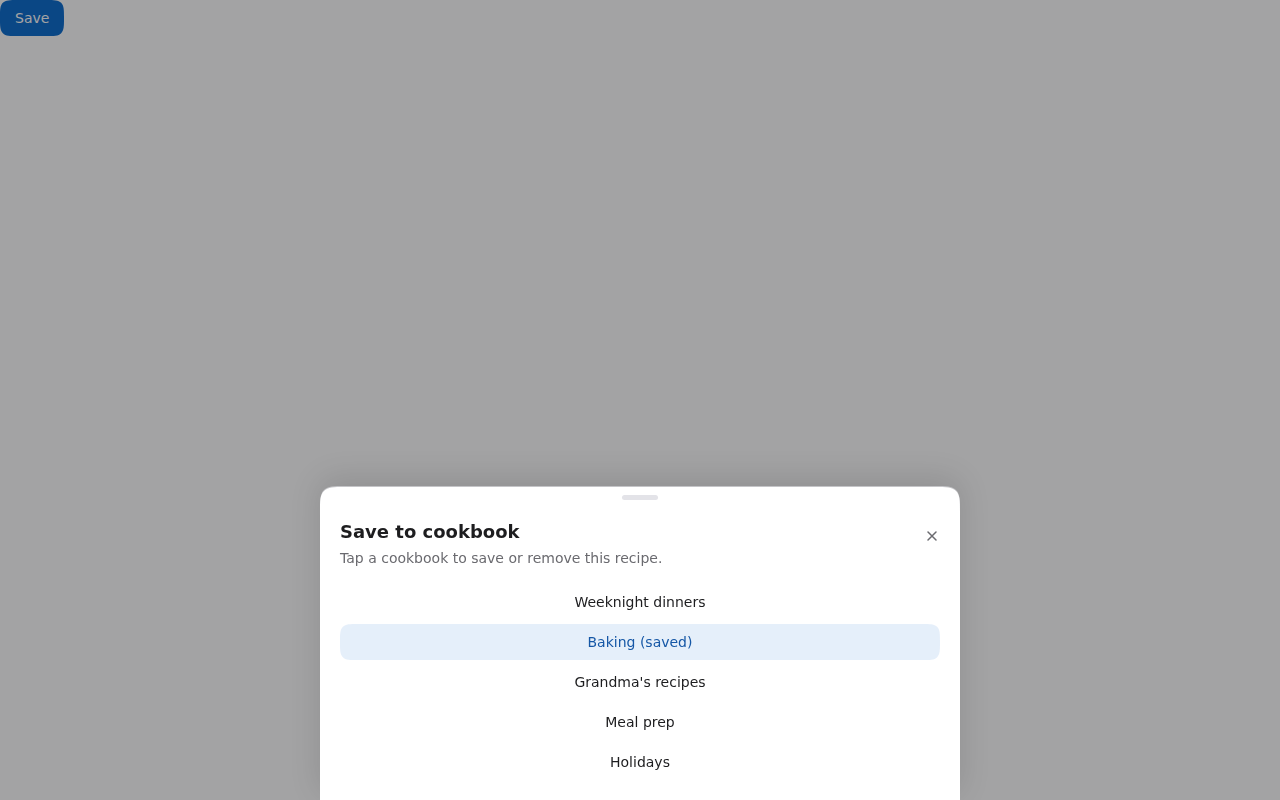 Save
Save to cookbook
×
Tap a cookbook to save or remove this recipe.
Weeknight dinners
Baking (saved)
Grandma's recipes
Meal prep
Holidays